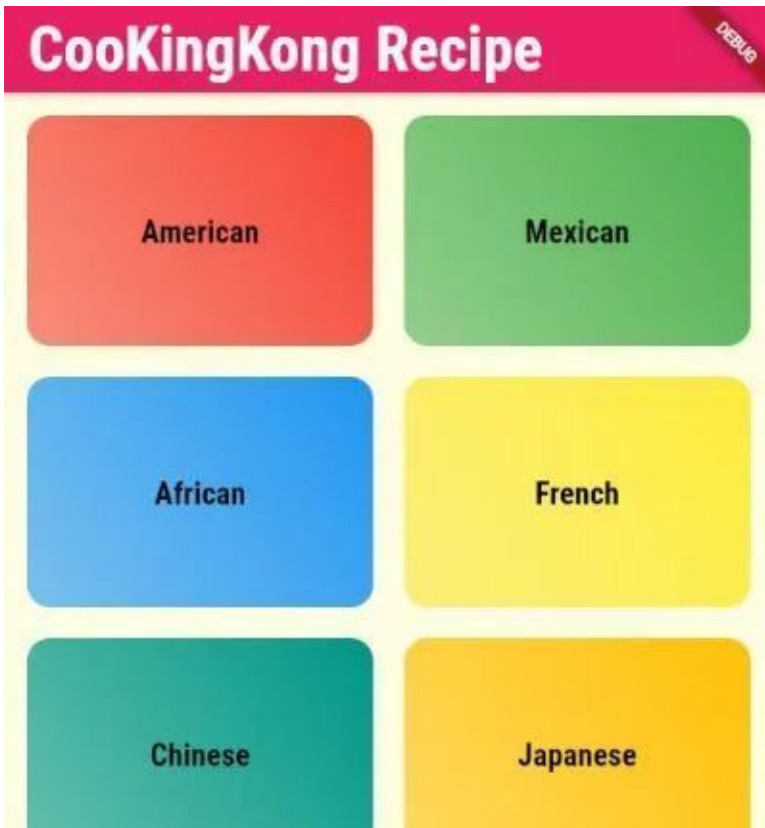 CooKingKong Recipe
DEBUG
American
Mexican
African
French
Chinese
Japanese